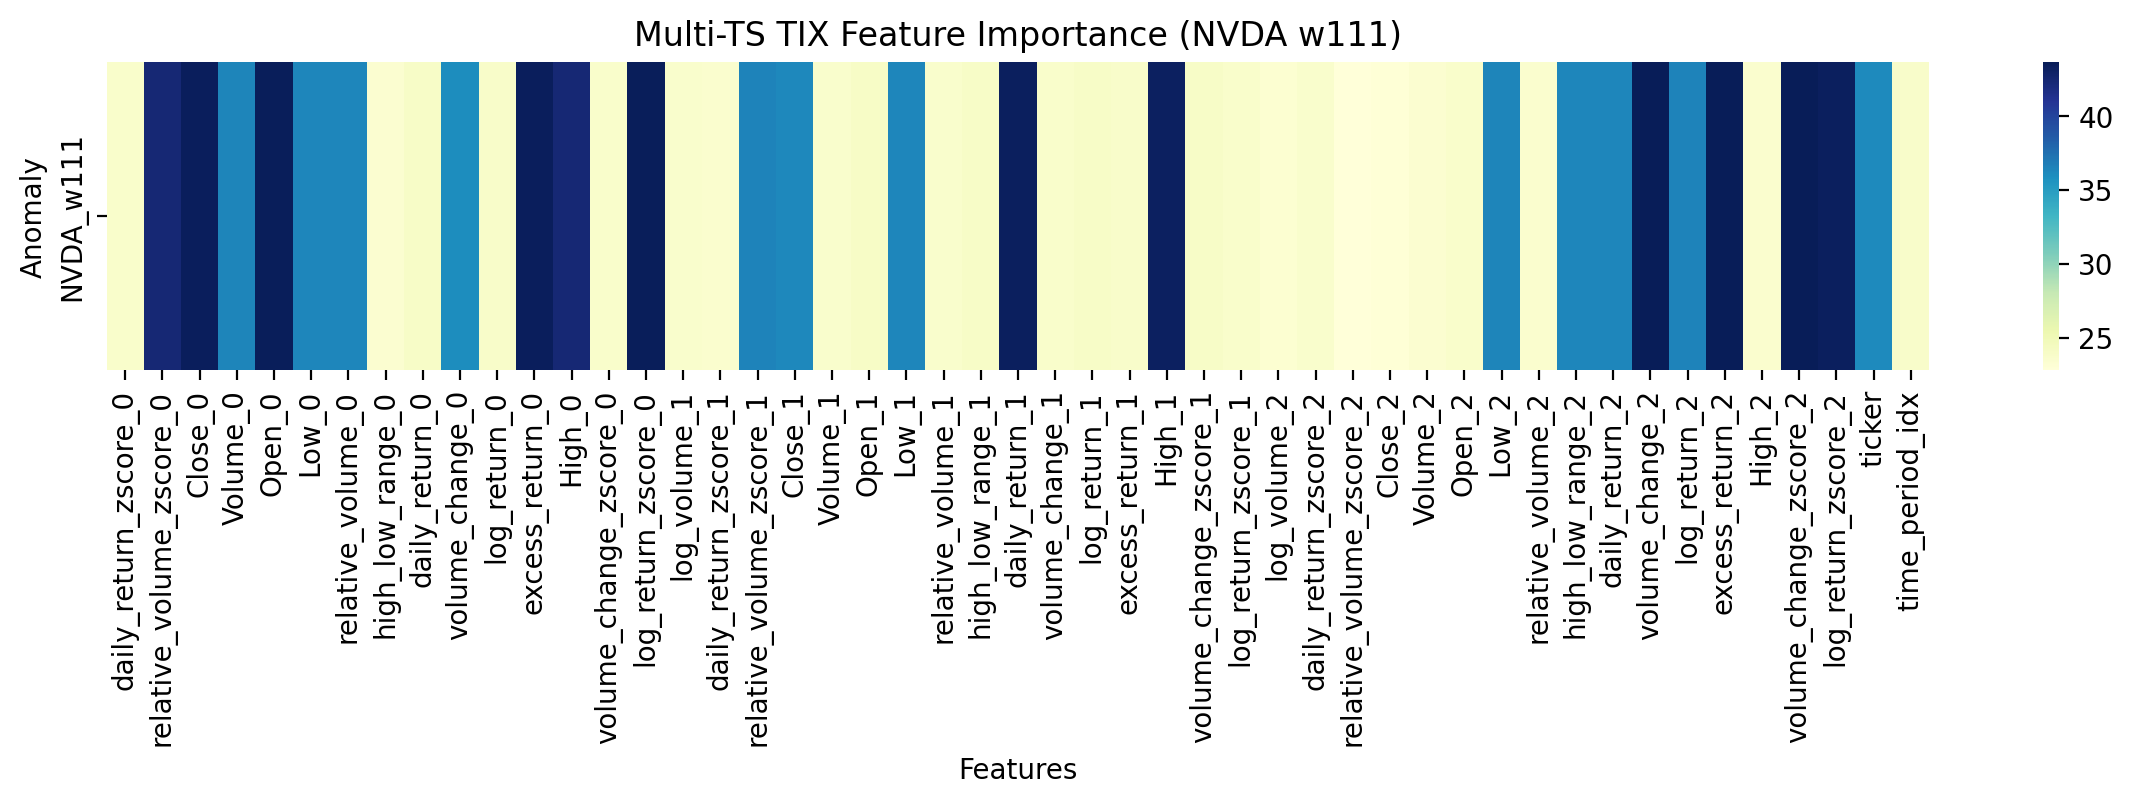 Multi-TS TIX Feature Importance (NVDA w111)
Anomaly
NVDA_w111
40
35
30
25
daily_return_zscore_0
relative_volume_zscore_0
Close_0
Volume_0
Open_0
Low_0
relative_volume_0
high_low_range_0
daily_return_0
volume_change_0
log_return_0
excess_return_0
High_0
volume_change_zscore_0
log_return_zscore_0
log_volume_1
daily_return_zscore_1
relative_volume_zscore_1
Close_1
Volume_1
Open_1
Low_1
relative_volume_1
high_low_range_1
daily_return_1
volume_change_1
log_return_1
excess_return_1
High_1
volume_change_zscore_1
log_return_zscore_1
log_volume_2
daily_return_zscore_2
relative_volume_zscore_2
Close_2
Volume_2
Open_2
Low_2
relative_volume_2
high_low_range_2
daily_return_2
volume_change_2
log_return_2
excess_return_2
High_2
volume_change_zscore_2
log_return_zscore_2
ticker
time_period_idx
Features